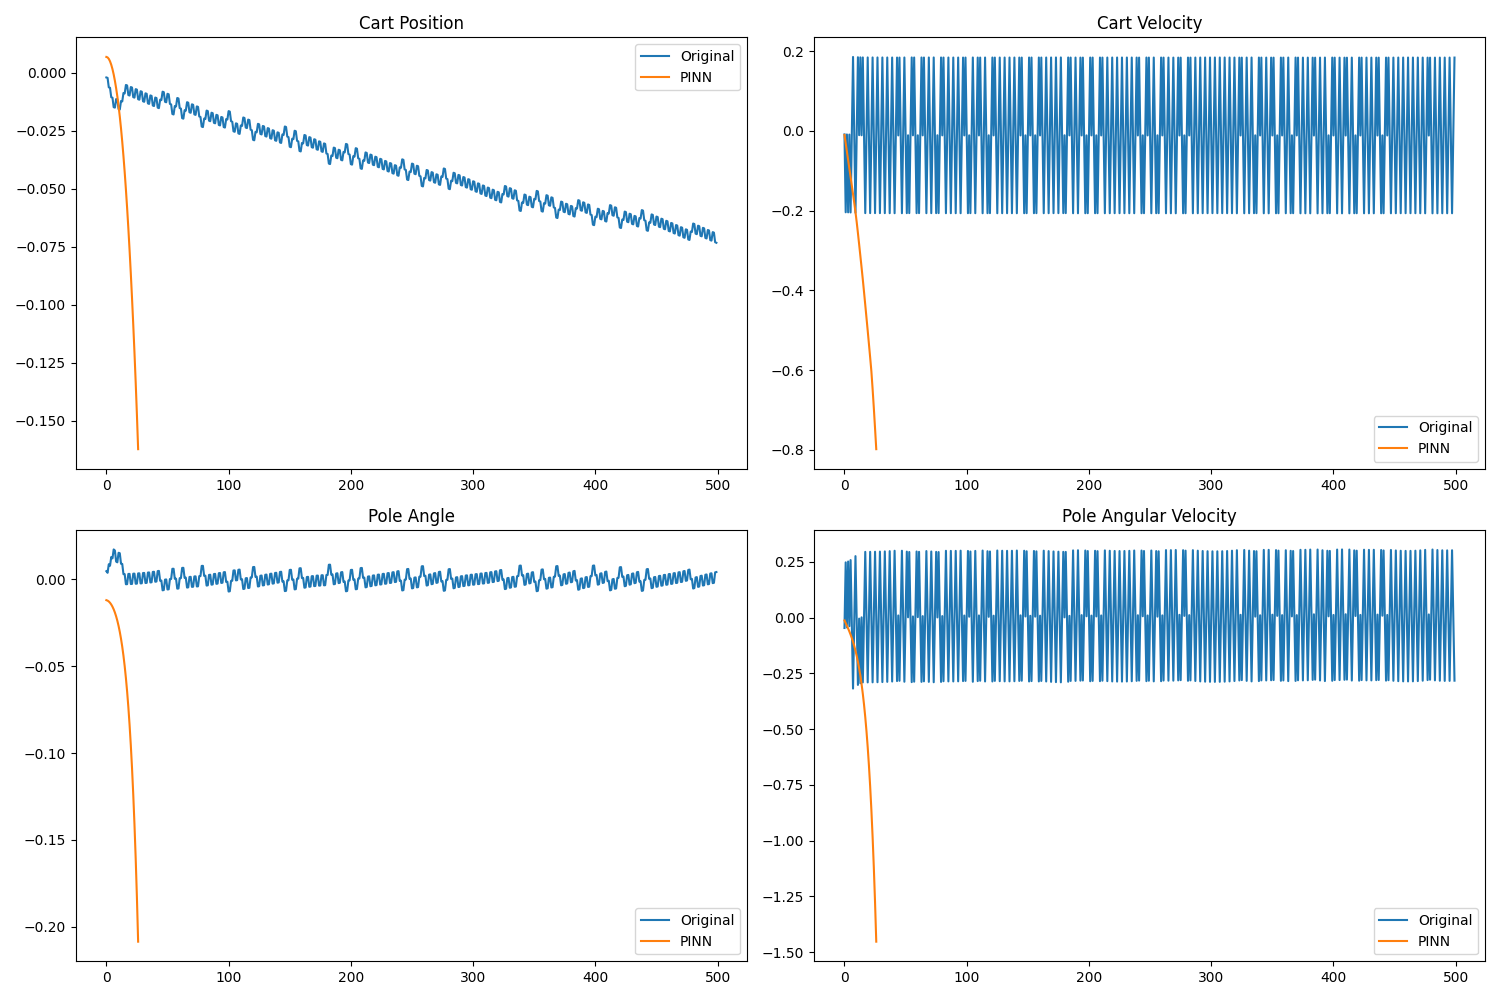 Cart Position
0.000
−0.025
−0.050
−0.075
−0.100
−0.125
−0.150
0 100 200 300 400 500
Original
PINN
Cart Velocity
0.2
0.0
−0.2
−0.4
−0.6
−0.8
0 100 200 300 400 500
Original
PINN
Pole Angle
0.00
−0.05
−0.10
−0.15
−0.20
0 100 200 300 400 500
Original
PINN
Pole Angular Velocity
0.25
0.00
−0.25
−0.50
−0.75
−1.00
−1.25
−1.50
0 100 200 300 400 500
Original
PINN